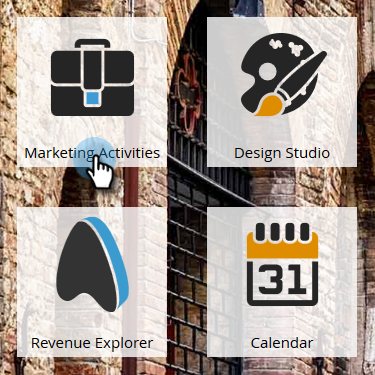 Marketing Activities
Design Studio
31
Revenue Explorer
Calendar